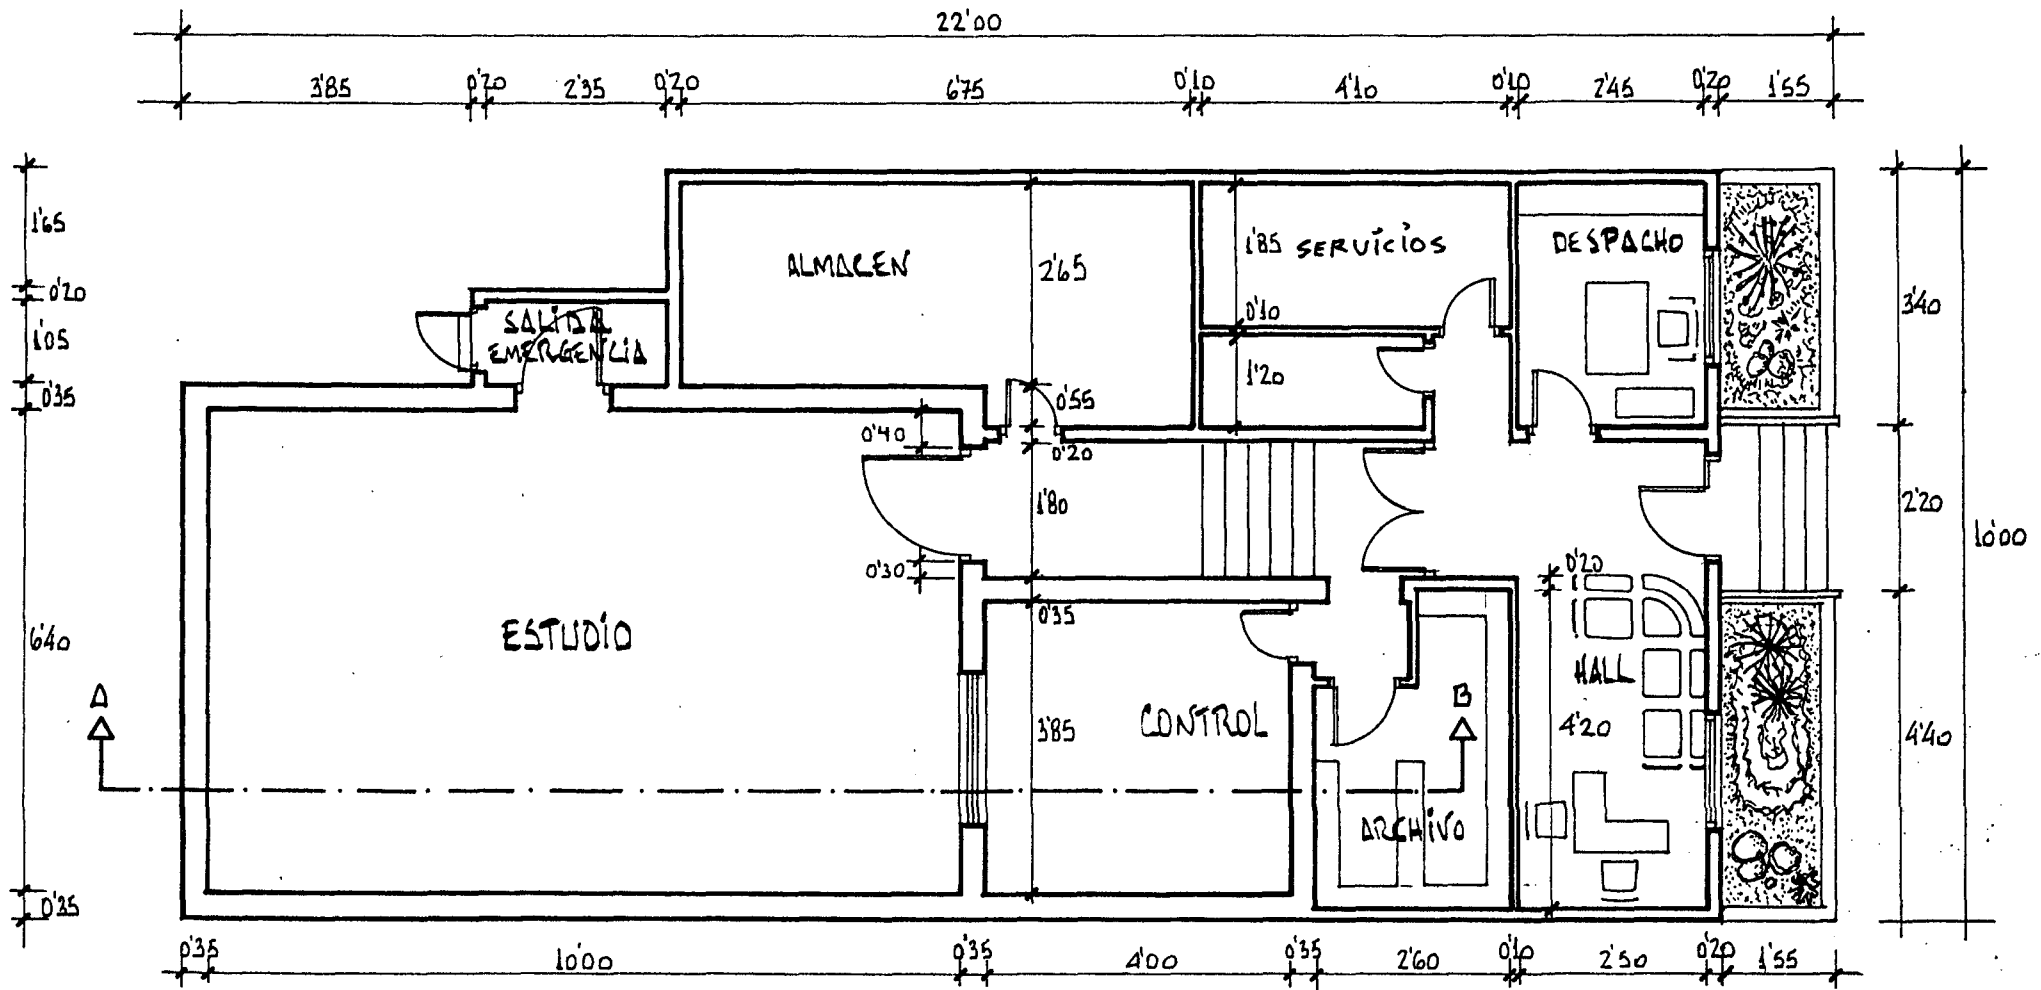 22'00
3'85 0'20 2'35 0'20 6'75 0'10 4'10 0'10 2'45 0'20 1'55
1'65
0'20
1'05
0'35
6'40
0'35
ALMACEN
2'65
1'85 SERVICIOS
0'10
1'20
DESPACHO
SALIDA
EMERGENCIA
0'55
0'40
0'20
1'80
0'30
0'35
0'20
3'40
2'20
10'00
4'40
ESTUDIO
HALL
4'20
A
B
3'85
CONTROL
ARCHIVO
0'35 10'00 0'35 4'00 0'35 2'60 0'10 2'50 0'20 1'55